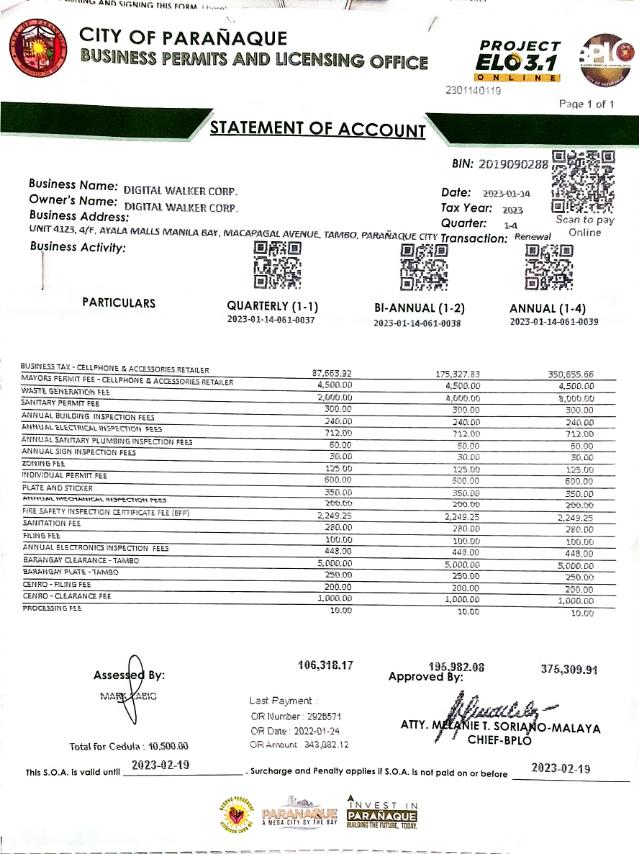 AND SIGNING THIS FORM
CITY OF PARAÑAQUE
BUSINESS PERMITS AND LICENSING OFFICE
PROJECT
ELO 3.1
ONLINE
BPLO
2301140119
Page 1 of 1
STATEMENT OF ACCOUNT
BIN: 2019090288
Business Name: DIGITAL WALKER CORP.
Owner's Name: DIGITAL WALKER CORP.
Business Address:
UNIT 4123, 4/F, AYALA MALLS MANILA BAY, MACAPAGAL AVENUE, TAMBO, PARAÑAQUE CITY
Business Activity:
Date: 2023-01-14
Tax Year: 2023
Quarter: 1-4
Transaction: Renewal
Scan to pay
Online
PARTICULARS QUARTERLY (1-1) BI-ANNUAL (1-2) ANNUAL (1-4)
2023-01-14-061-0037 2023-01-14-061-0038 2023-01-14-061-0039
BUSINESS TAX - CELLPHONE & ACCESSORIES RETAILER 87,663.92 175,327.83 350,655.66
MAYORS PERMIT FEE - CELLPHONE & ACCESSORIES RETAILER 4,500.00 4,500.00 4,500.00
WASTE GENERATION FEE 2,000.00 4,000.00 8,000.00
SANITARY PERMIT FEE 300.00 300.00 300.00
ANNUAL BUILDING INSPECTION FEES 240.00 240.00 240.00
ANNUAL ELECTRICAL INSPECTION FEES 712.00 712.00 712.00
ANNUAL SANITARY PLUMBING INSPECTION FEES 60.00 60.00 60.00
ANNUAL SIGN INSPECTION FEES 30.00 30.00 30.00
ZONING FEE 125.00 125.00 125.00
INDIVIDUAL PERMIT FEE 600.00 600.00 600.00
PLATE AND STICKER 350.00 350.00 350.00
ANNUAL MECHANICAL INSPECTION FEES 200.00 200.00 200.00
FIRE SAFETY INSPECTION CERTIFICATE FEE (BFP) 2,249.25 2,249.25 2,249.25
SANITATION FEE 280.00 280.00 280.00
FILING FEE 100.00 100.00 100.00
ANNUAL ELECTRONICS INSPECTION FEES 448.00 448.00 448.00
BARANGAY CLEARANCE - TAMBO 5,000.00 5,000.00 5,000.00
BARANGAY PLATE - TAMBO 250.00 250.00 250.00
CENRO - FILING FEE 200.00 200.00 200.00
CENRO - CLEARANCE FEE 1,000.00 1,000.00 1,000.00
PROCESSING FEE 10.00 10.00 10.00
106,318.17 195,982.08 375,309.91
Assessed By: Approved By:
MARK
Last Payment :
OR Number : 2928571
OR Date : 2022-01-24
OR Amount : 343,082.12
ATTY. MELANIE T. SORIANO-MALAYA
CHIEF-BPLO
Total for Cedula : 10,500.00
This S.O.A. is valid until 2023-02-19 . Surcharge and Penalty applies if S.O.A. is not paid on or before 2023-02-19
PARAÑAQUE
A MEGA CITY BY THE BAY
INVEST IN
PARAÑAQUE
BUILDING THE FUTURE, TODAY.